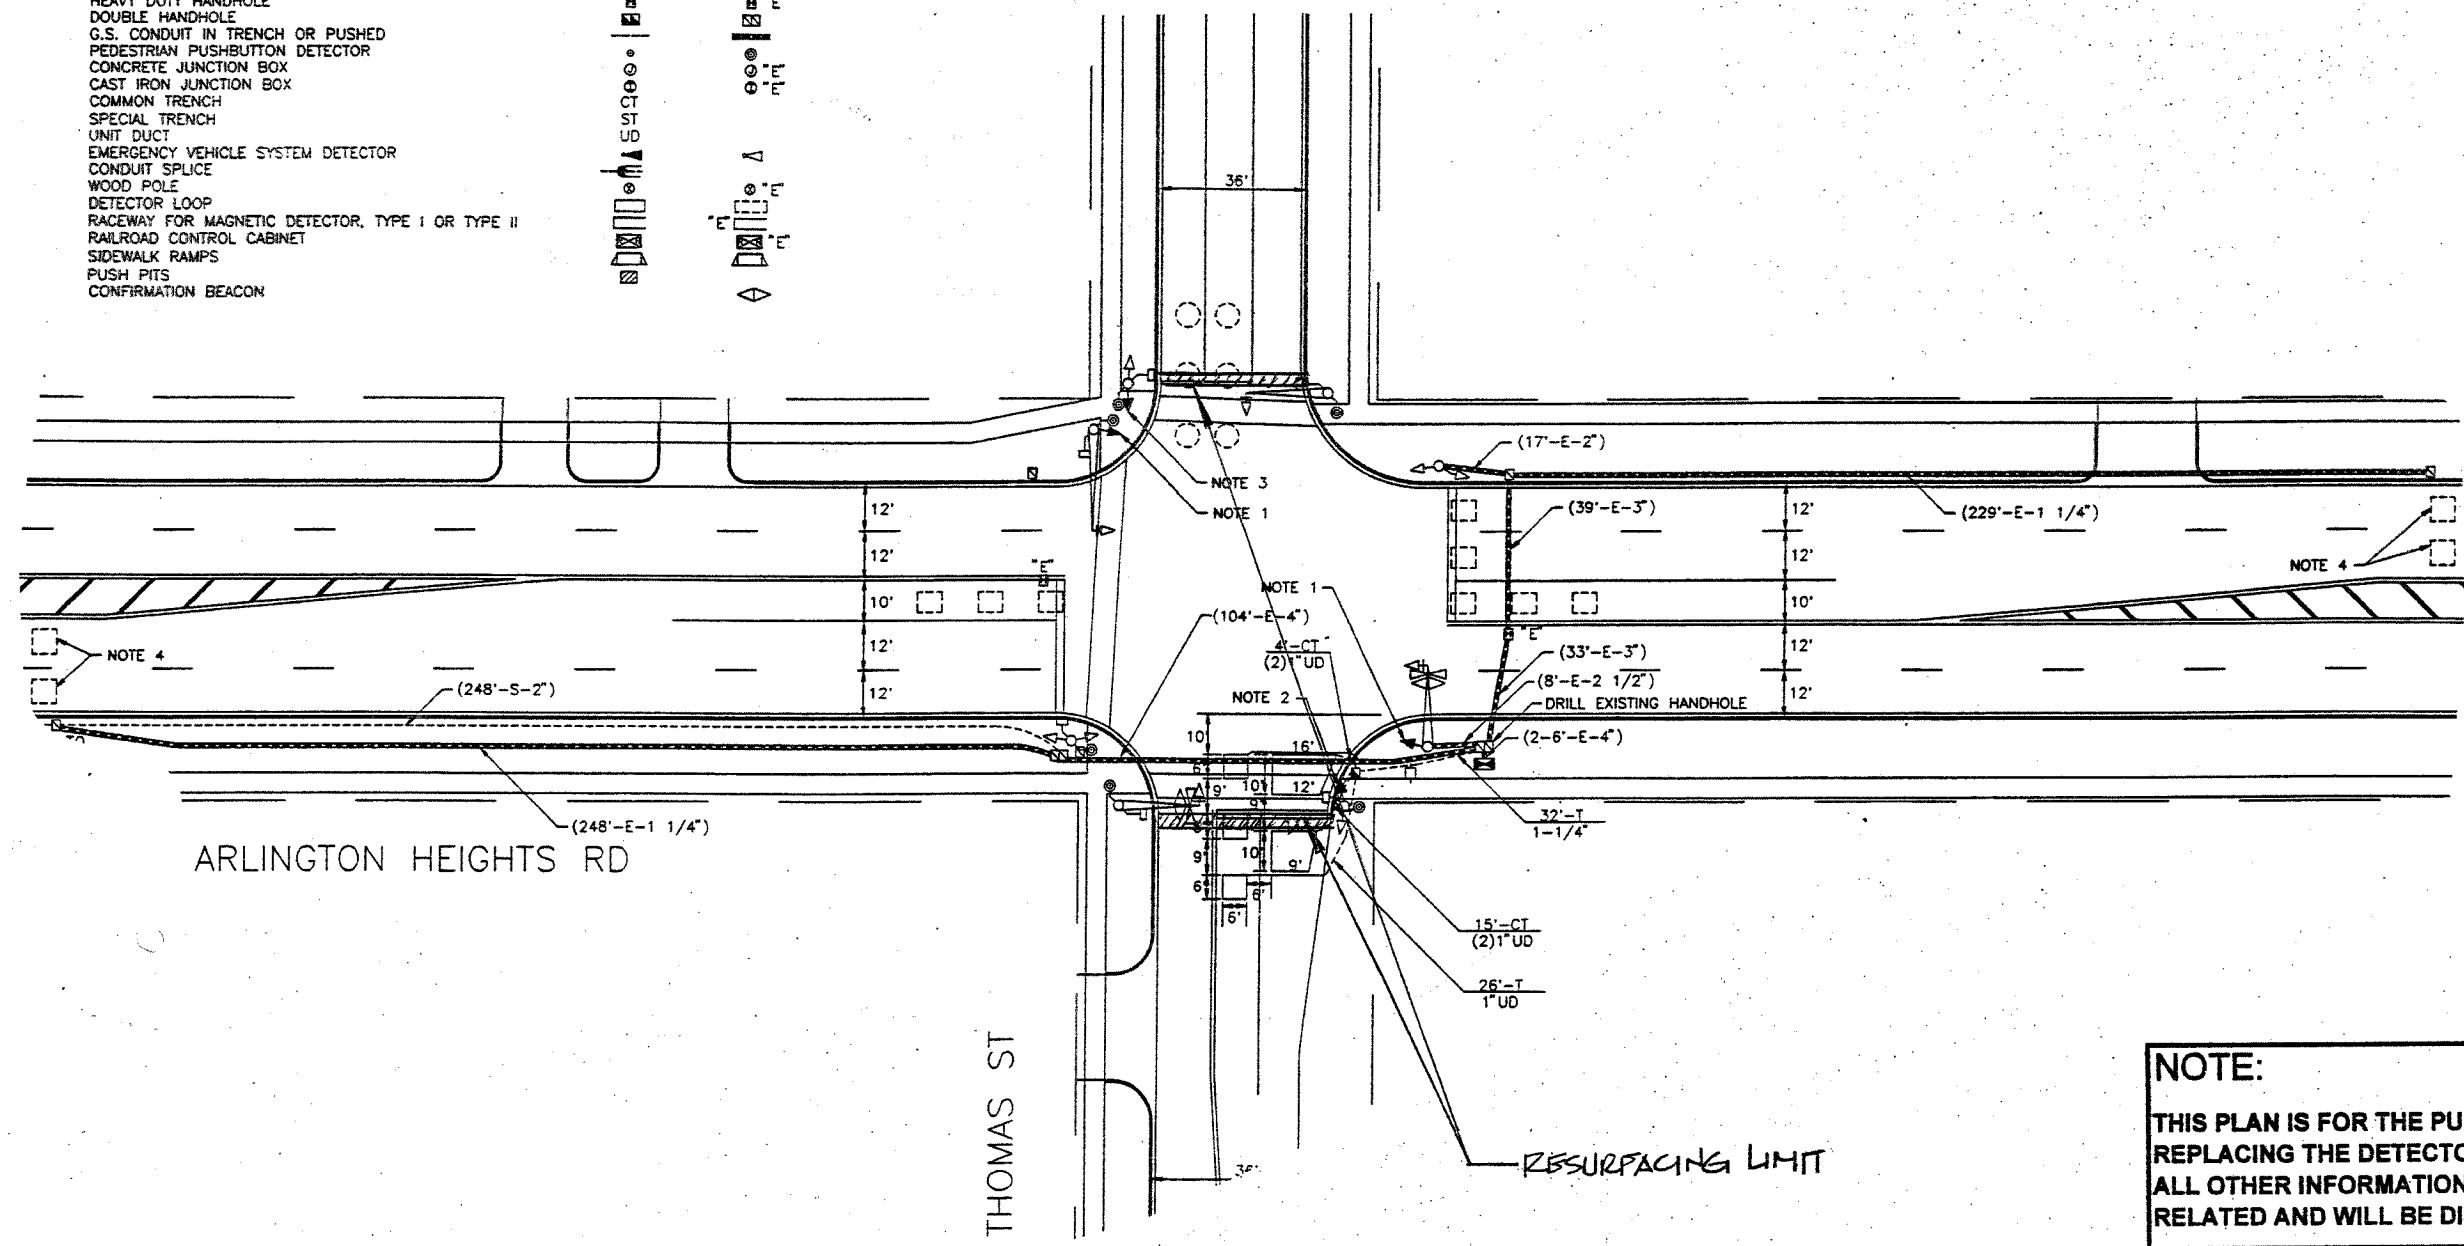 HEAVY DUTY HANDHOLE "E"
DOUBLE HANDHOLE
G.S. CONDUIT IN TRENCH OR PUSHED
PEDESTRIAN PUSHBUTTON DETECTOR
CONCRETE JUNCTION BOX "E"
CAST IRON JUNCTION BOX "E"
COMMON TRENCH CT
SPECIAL TRENCH ST
UNIT DUCT UD
EMERGENCY VEHICLE SYSTEM DETECTOR
CONDUIT SPLICE
WOOD POLE "E"
DETECTOR LOOP
RACEWAY FOR MAGNETIC DETECTOR, TYPE I OR TYPE II "E"
RAILROAD CONTROL CABINET "E"
SIDEWALK RAMPS
PUSH PITS
CONFIRMATION BEACON
36'
(17'-E-2")
NOTE 3
NOTE 1
12'
(39'-E-3")
12'
(229'-E-1 1/4")
12'
12'
NOTE 4
"E"
10'
NOTE 1
10'
(104'-E-4")
"E"
12'
NOTE 4
4'-CT
(2)1"UD
(33'-E-3")
12'
(248'-S-2")
12'
NOTE 2
(8'-E-2 1/2")
12'
DRILL EXISTING HANDHOLE
10
16'
(2-6'-E-4")
6'
9'
10'
12'
9'
(248'-E-1 1/4")
32'-T
1-1/4"
ARLINGTON HEIGHTS RD
9'
10'
9'
6'
6'
6'
15'-CT
(2)1"UD
26'-T
1"UD
THOMAS ST
36'
RESURFACING LIMIT
NOTE:
THIS PLAN IS FOR THE PU
REPLACING THE DETECTO
ALL OTHER INFORMATION
RELATED AND WILL BE DI